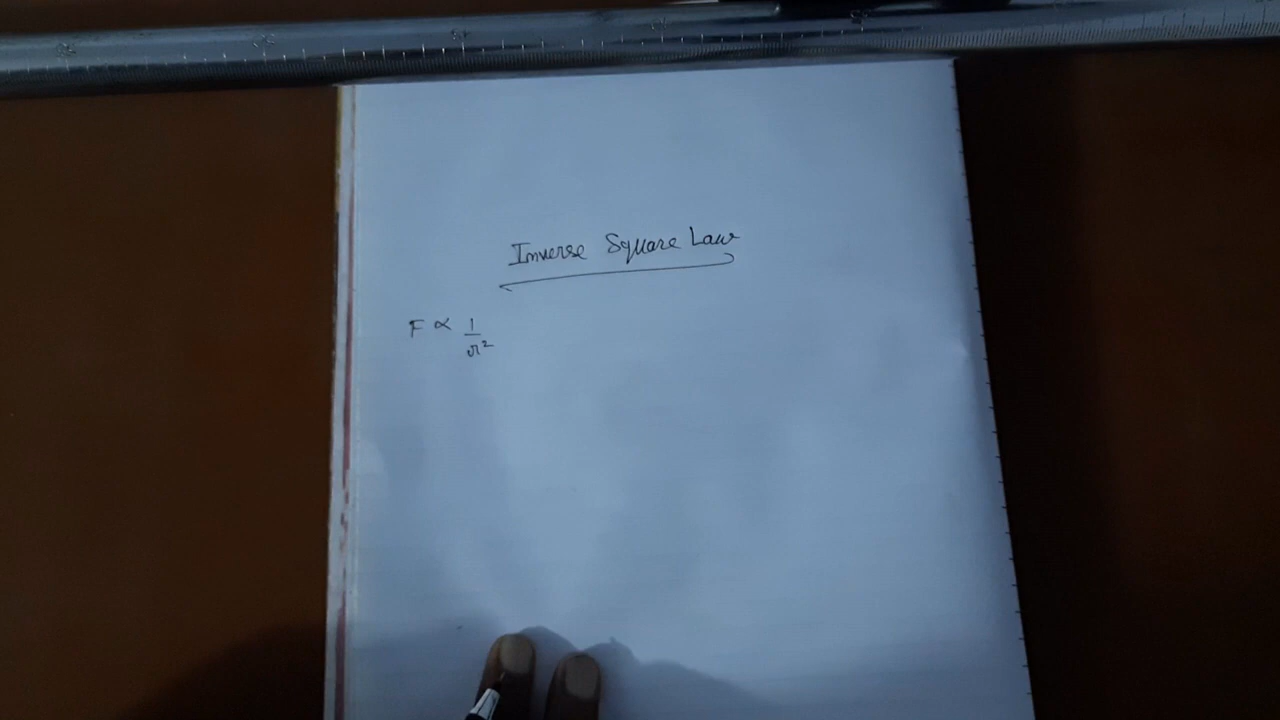 Inverse Square Law
F ∝ 1/r²